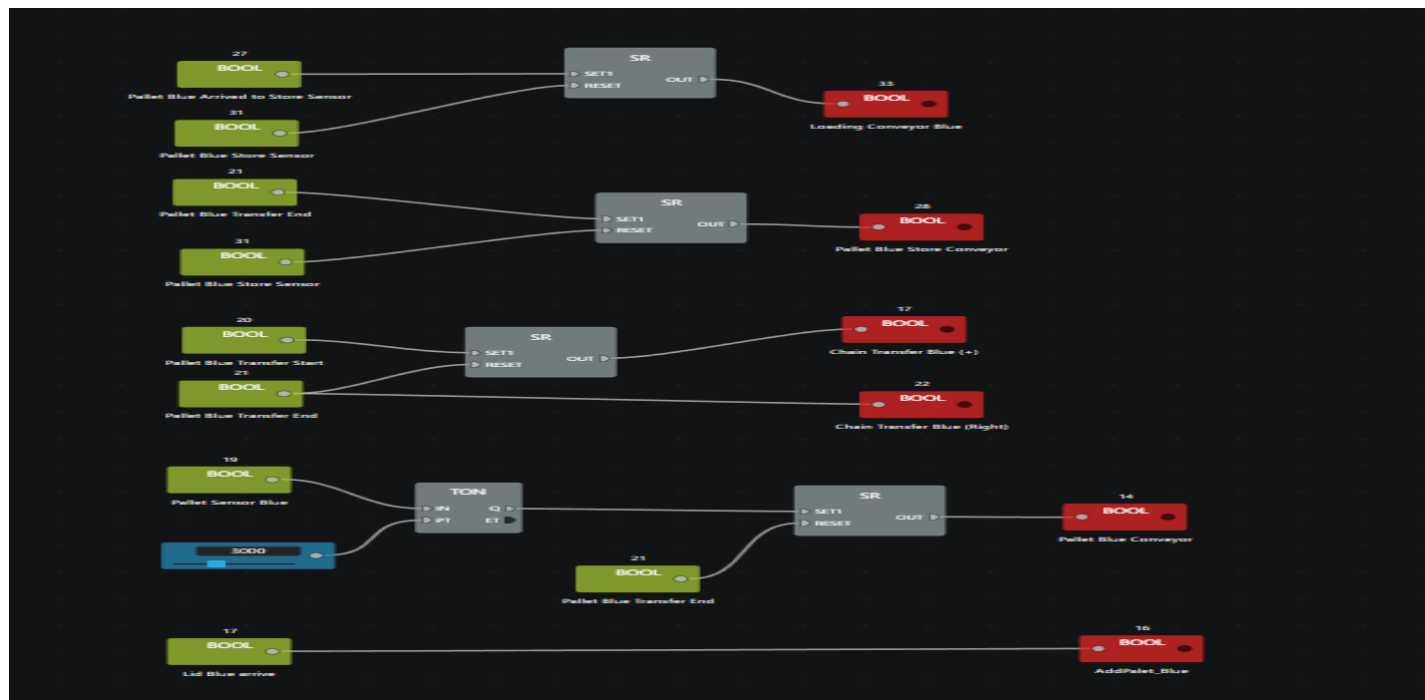 27
BOOL
Pallet Blue Arrived to Store Sensor
31
BOOL
Pallet Blue Store Sensor
SR
SET1
RESET
OUT
33
BOOL
Loading Conveyor Blue
21
BOOL
Pallet Blue Transfer End
31
BOOL
Pallet Blue Store Sensor
SR
SET1
RESET
OUT
28
BOOL
Pallet Blue Store Conveyor
20
BOOL
Pallet Blue Transfer Start
21
BOOL
Pallet Blue Transfer End
SR
SET1
RESET
OUT
17
BOOL
Chain Transfer Blue (+)
22
BOOL
Chain Transfer Blue (Right)
19
BOOL
Pallet Sensor Blue
3000
TON
IN
PT
Q
ET
21
BOOL
Pallet Blue Transfer End
SR
SET1
RESET
OUT
14
BOOL
Pallet Blue Conveyor
17
BOOL
Lid Blue arrive
16
BOOL
AddPalet_Blue